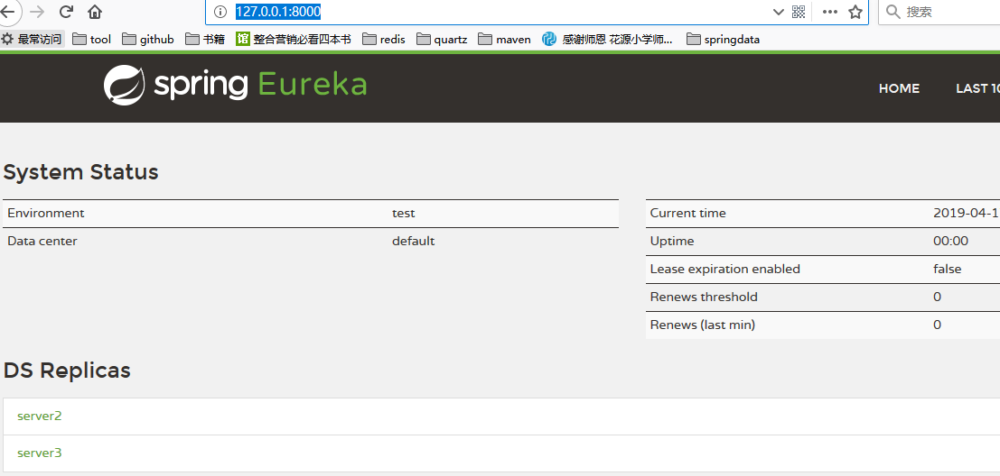 127.0.0.1:8000
搜索
最常访问 tool github 书籍 馆 整合营销必看四本书 redis quartz maven 感谢师恩 花源小学师... springdata
spring Eureka
HOME LAST 10
System Status
Environment test
Data center default
Current time 2019-04-1
Uptime 00:00
Lease expiration enabled false
Renews threshold 0
Renews (last min) 0
DS Replicas
server2
server3